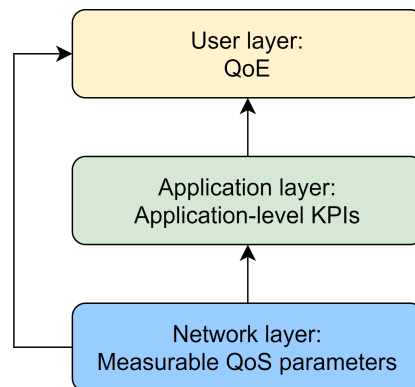 User layer:
QoE
Application layer:
Application-level KPIs
Network layer:
Measurable QoS parameters